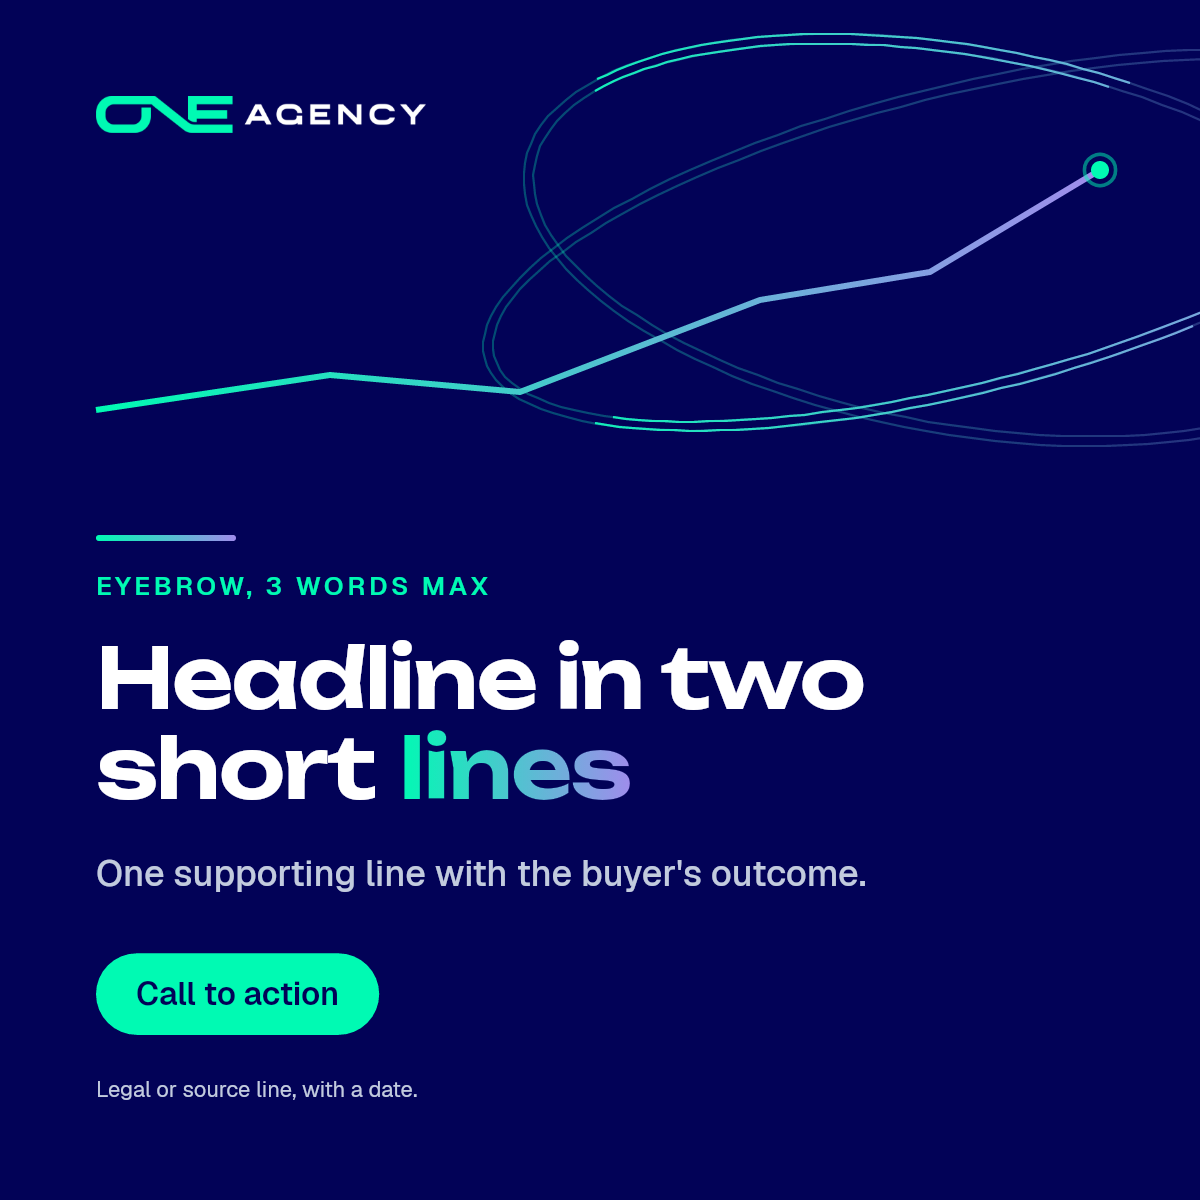 ONE AGENCY
EYEBROW, 3 WORDS MAX
Headline in two
short lines
One supporting line with the buyer's outcome.
Call to action
Legal or source line, with a date.